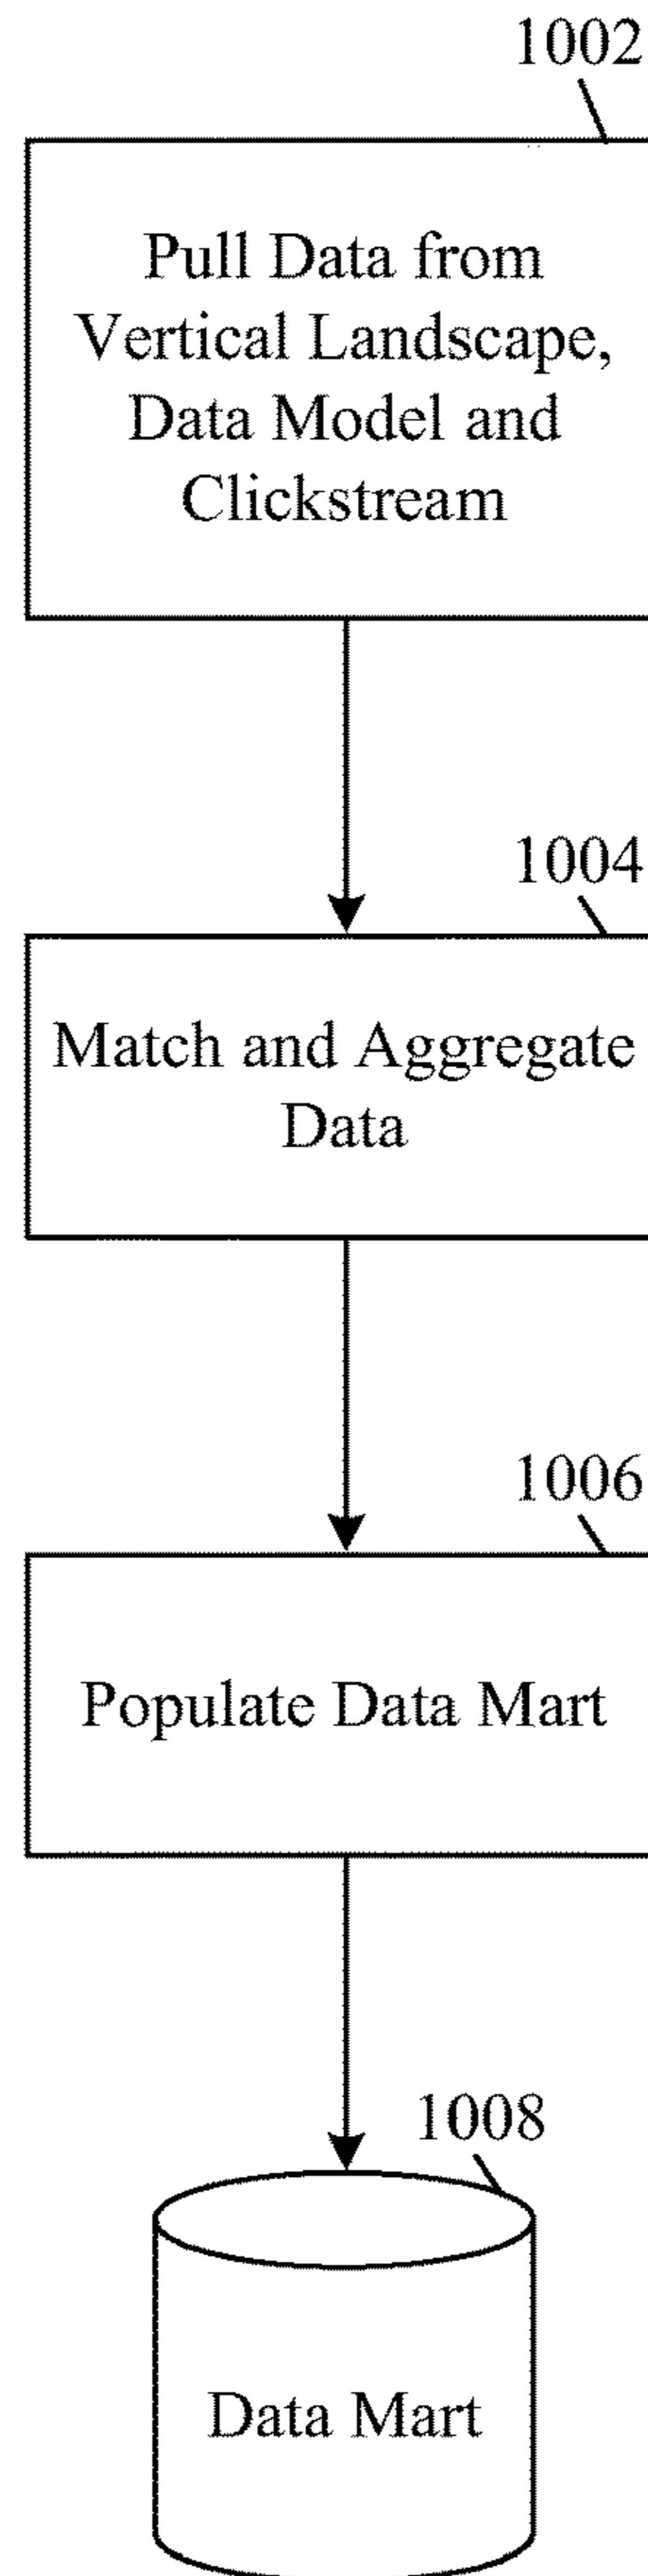 1002
Pull Data from
Vertical Landscape,
Data Model and
Clickstream
1004
Match and Aggregate
Data
1006
Populate Data Mart
1008
Data Mart